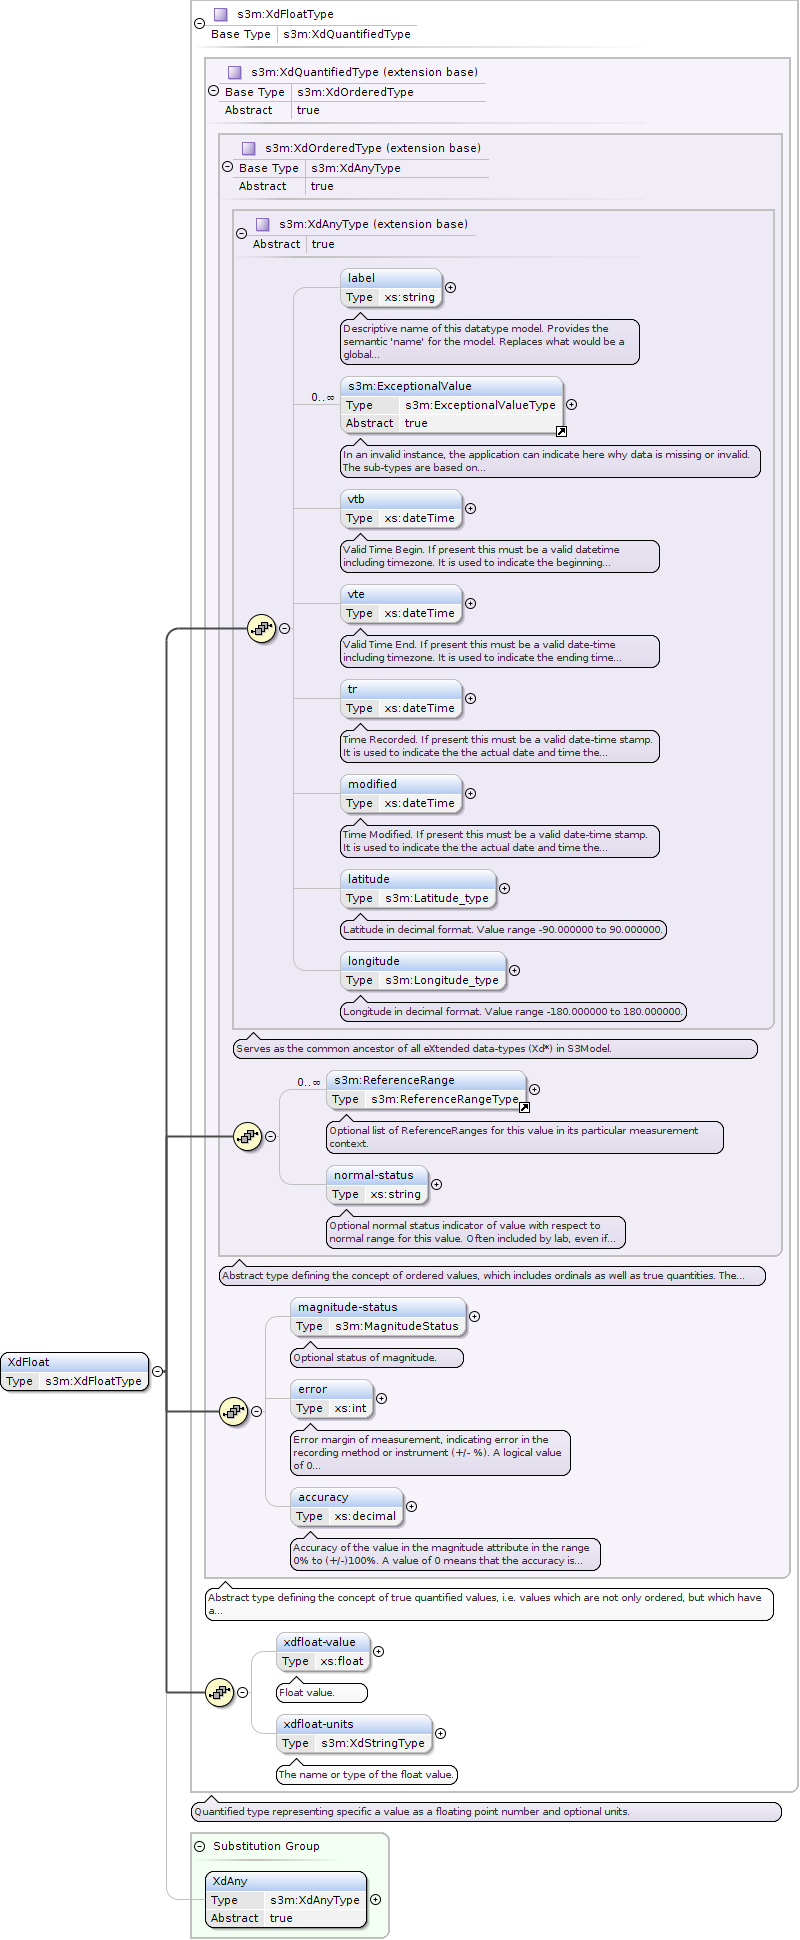 s3m:XdFloatType
Base Type s3m:XdQuantifiedType
s3m:XdQuantifiedType (extension base)
Base Type s3m:XdOrderedType
Abstract true
s3m:XdOrderedType (extension base)
Base Type s3m:XdAnyType
Abstract true
s3m:XdAnyType (extension base)
Abstract true
label
Type xs:string
Descriptive name of this datatype model. Provides the
semantic 'name' for the model. Replaces what would be a
global...
0..∞
s3m:ExceptionalValue
Type s3m:ExceptionalValueType
Abstract true
In an invalid instance, the application can indicate here why data is missing or invalid.
The sub-types are based on...
vtb
Type xs:dateTime
Valid Time Begin. If present this must be a valid datetime
including timezone. It is used to indicate the beginning...
vte
Type xs:dateTime
Valid Time End. If present this must be a valid date-time
including timezone. It is used to indicate the ending time...
tr
Type xs:dateTime
Time Recorded. If present this must be a valid date-time stamp.
It is used to indicate the the actual date and time the...
modified
Type xs:dateTime
Time Modified. If present this must be a valid date-time stamp.
It is used to indicate the the actual date and time the...
latitude
Type s3m:Latitude_type
Latitude in decimal format. Value range -90.000000 to 90.000000.
longitude
Type s3m:Longitude_type
Longitude in decimal format. Value range -180.000000 to 180.000000.
Serves as the common ancestor of all eXtended data-types (Xd*) in S3Model.
0..∞
s3m:ReferenceRange
Type s3m:ReferenceRangeType
Optional list of ReferenceRanges for this value in its particular measurement
context.
normal-status
Type xs:string
Optional normal status indicator of value with respect to
normal range for this value. Often included by lab, even if...
Abstract type defining the concept of ordered values, which includes ordinals as well as true quantities. The...
magnitude-status
Type s3m:MagnitudeStatus
Optional status of magnitude.
XdFloat
Type s3m:XdFloatType
error
Type xs:int
Error margin of measurement, indicating error in the
recording method or instrument (+/- %). A logical value
of 0...
accuracy
Type xs:decimal
Accuracy of the value in the magnitude attribute in the range
0% to (+/-)100%. A value of 0 means that the accuracy is...
Abstract type defining the concept of true quantified values, i.e. values which are not only ordered, but which have
a...
xdfloat-value
Type xs:float
Float value.
xdfloat-units
Type s3m:XdStringType
The name or type of the float value.
Quantified type representing specific a value as a floating point number and optional units.
Substitution Group
XdAny
Type s3m:XdAnyType
Abstract true